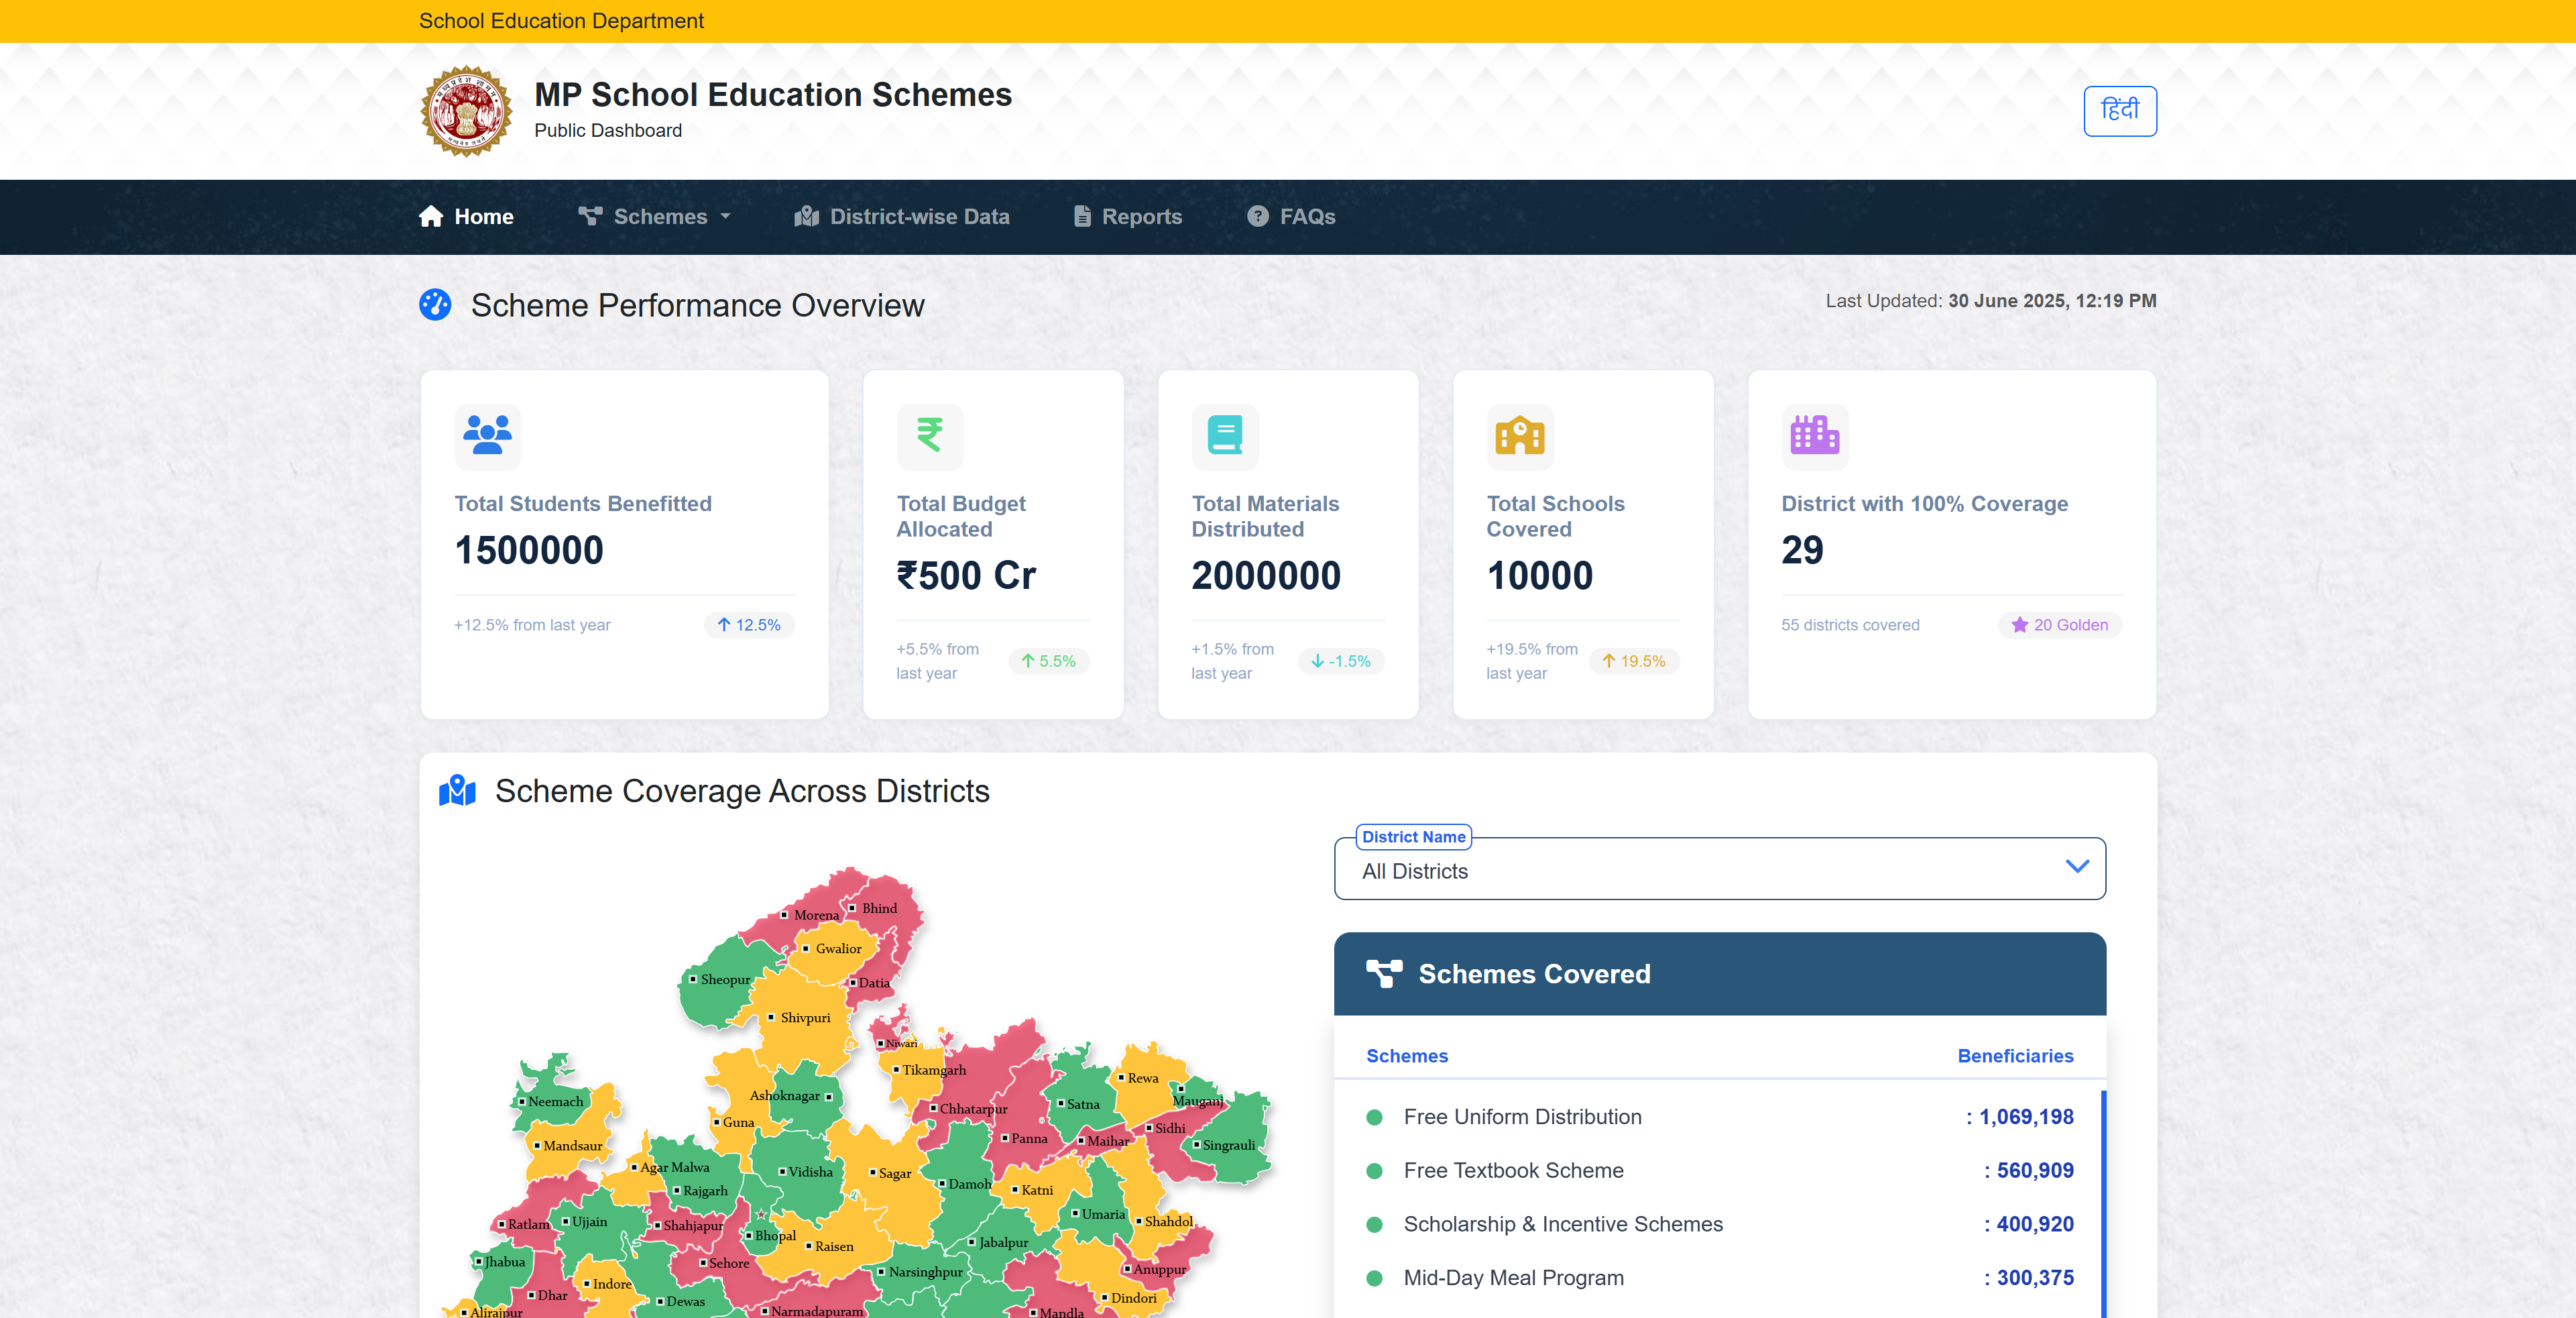 School Education Department
MP School Education Schemes
Public Dashboard
हिंदी
Home
Schemes
District-wise Data
Reports
FAQs
Scheme Performance Overview
Last Updated: 30 June 2025, 12:19 PM
Total Students Benefitted
1500000
+12.5% from last year
12.5%
Total Budget
Allocated
₹500 Cr
+5.5% from
last year
5.5%
Total Materials
Distributed
2000000
+1.5% from
last year
-1.5%
Total Schools
Covered
10000
+19.5% from
last year
19.5%
District with 100% Coverage
29
55 districts covered
20 Golden
Scheme Coverage Across Districts
Morena
Bhind
Gwalior
Sheopur
Datia
Shivpuri
Niwari
Tikamgarh
Rewa
Ashoknagar
Neemach
Mauganj
Satna
Chhatarpur
Guna
Sidhi
Panna
Maihar
Mandsaur
Singrauli
Agar Malwa
Vidisha
Sagar
Damoh
Rajgarh
Katni
Umaria
Shahdol
Ratlam
Ujjain
Shahjapur
Bhopal
Jabalpur
Raisen
Jhabua
Sehore
Anuppur
Narsinghpur
Indore
Dhar
Dindori
Dewas
Narmadapuram
Alirajpur
Mandla
District Name
All Districts
Schemes Covered
Schemes
Beneficiaries
Free Uniform Distribution : 1,069,198
Free Textbook Scheme : 560,909
Scholarship & Incentive Schemes : 400,920
Mid-Day Meal Program : 300,375